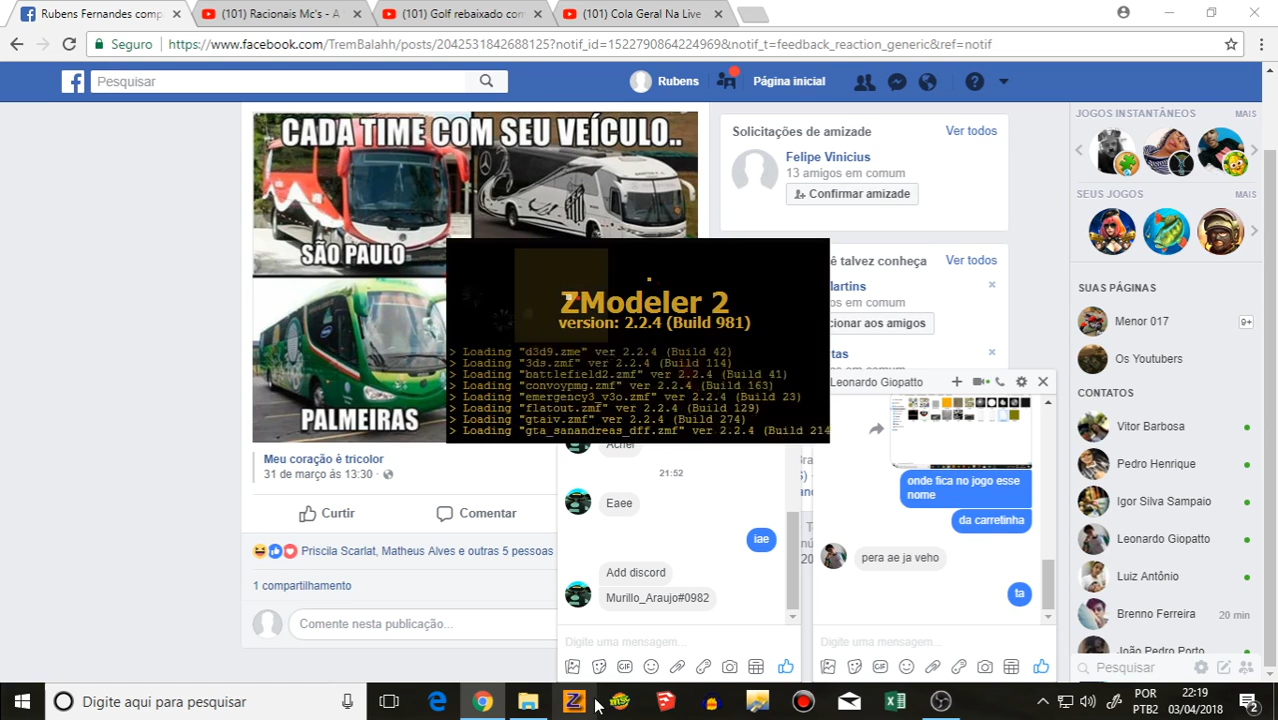 Rubens Fernandes comp
(101) Racionais Mc's - A
(101) Golf rebaixado com
(101) Cola Geral Na Live
Seguro
https://www.facebook.com/TremBalahh/posts/2042531842688125?notif_id=1522790864224969&notif_t=feedback_reaction_generic&ref=notif
Pesquisar
Rubens
Página inicial
CADA TIME COM SEU VEÍCULO..
SÃO PAULO
PALMEIRAS
Meu coração é tricolor
31 de março às 13:30
Curtir
Comentar
Priscila Scarlat, Matheus Alves e outras 5 pessoas
1 compartilhamento
Comente nesta publicação...
Solicitações de amizade
Ver todos
Felipe Vinicius
13 amigos em comum
Confirmar amizade
ê talvez conheça
Ver todos
Martins
cionar aos amigos
ZModeler 2
version: 2.2.4 (Build 981)
> Loading "d3d9.zme" ver 2.2.4 (Build 42)
> Loading "3ds.zmf" ver 2.2.4 (Build 114)
> Loading "battlefield2.zmf" ver 2.2.4 (Build 41)
> Loading "convoypmg.zmf" ver 2.2.4 (Build 163)
> Loading "emergency3_v3o.zmf" ver 2.2.4 (Build 23)
> Loading "flatout.zmf" ver 2.2.4 (Build 129)
> Loading "gtaiv.zmf" ver 2.2.4 (Build 274)
> Loading "gta_sanandreas_dff.zmf" ver 2.2.4 (Build 214
21:52
Eaee
iae
Add discord
Murillo_Araujo#0982
Digite uma mensagem...
Leonardo Giopatto
onde fica no jogo esse
nome
da carretinha
pera ae ja veho
ta
Digite uma mensagem...
JOGOS INSTANTÂNEOS
MAIS
SEUS JOGOS
MAIS
SUAS PÁGINAS
Menor 017
9+
Os Youtubers
CONTATOS
Vitor Barbosa
Pedro Henrique
Igor Silva Sampaio
Leonardo Giopatto
Luiz Antônio
Brenno Ferreira
20 min
João Pedro Porto
Pesquisar
Digite aqui para pesquisar
POR
PTB2
22:19
03/04/2018
2